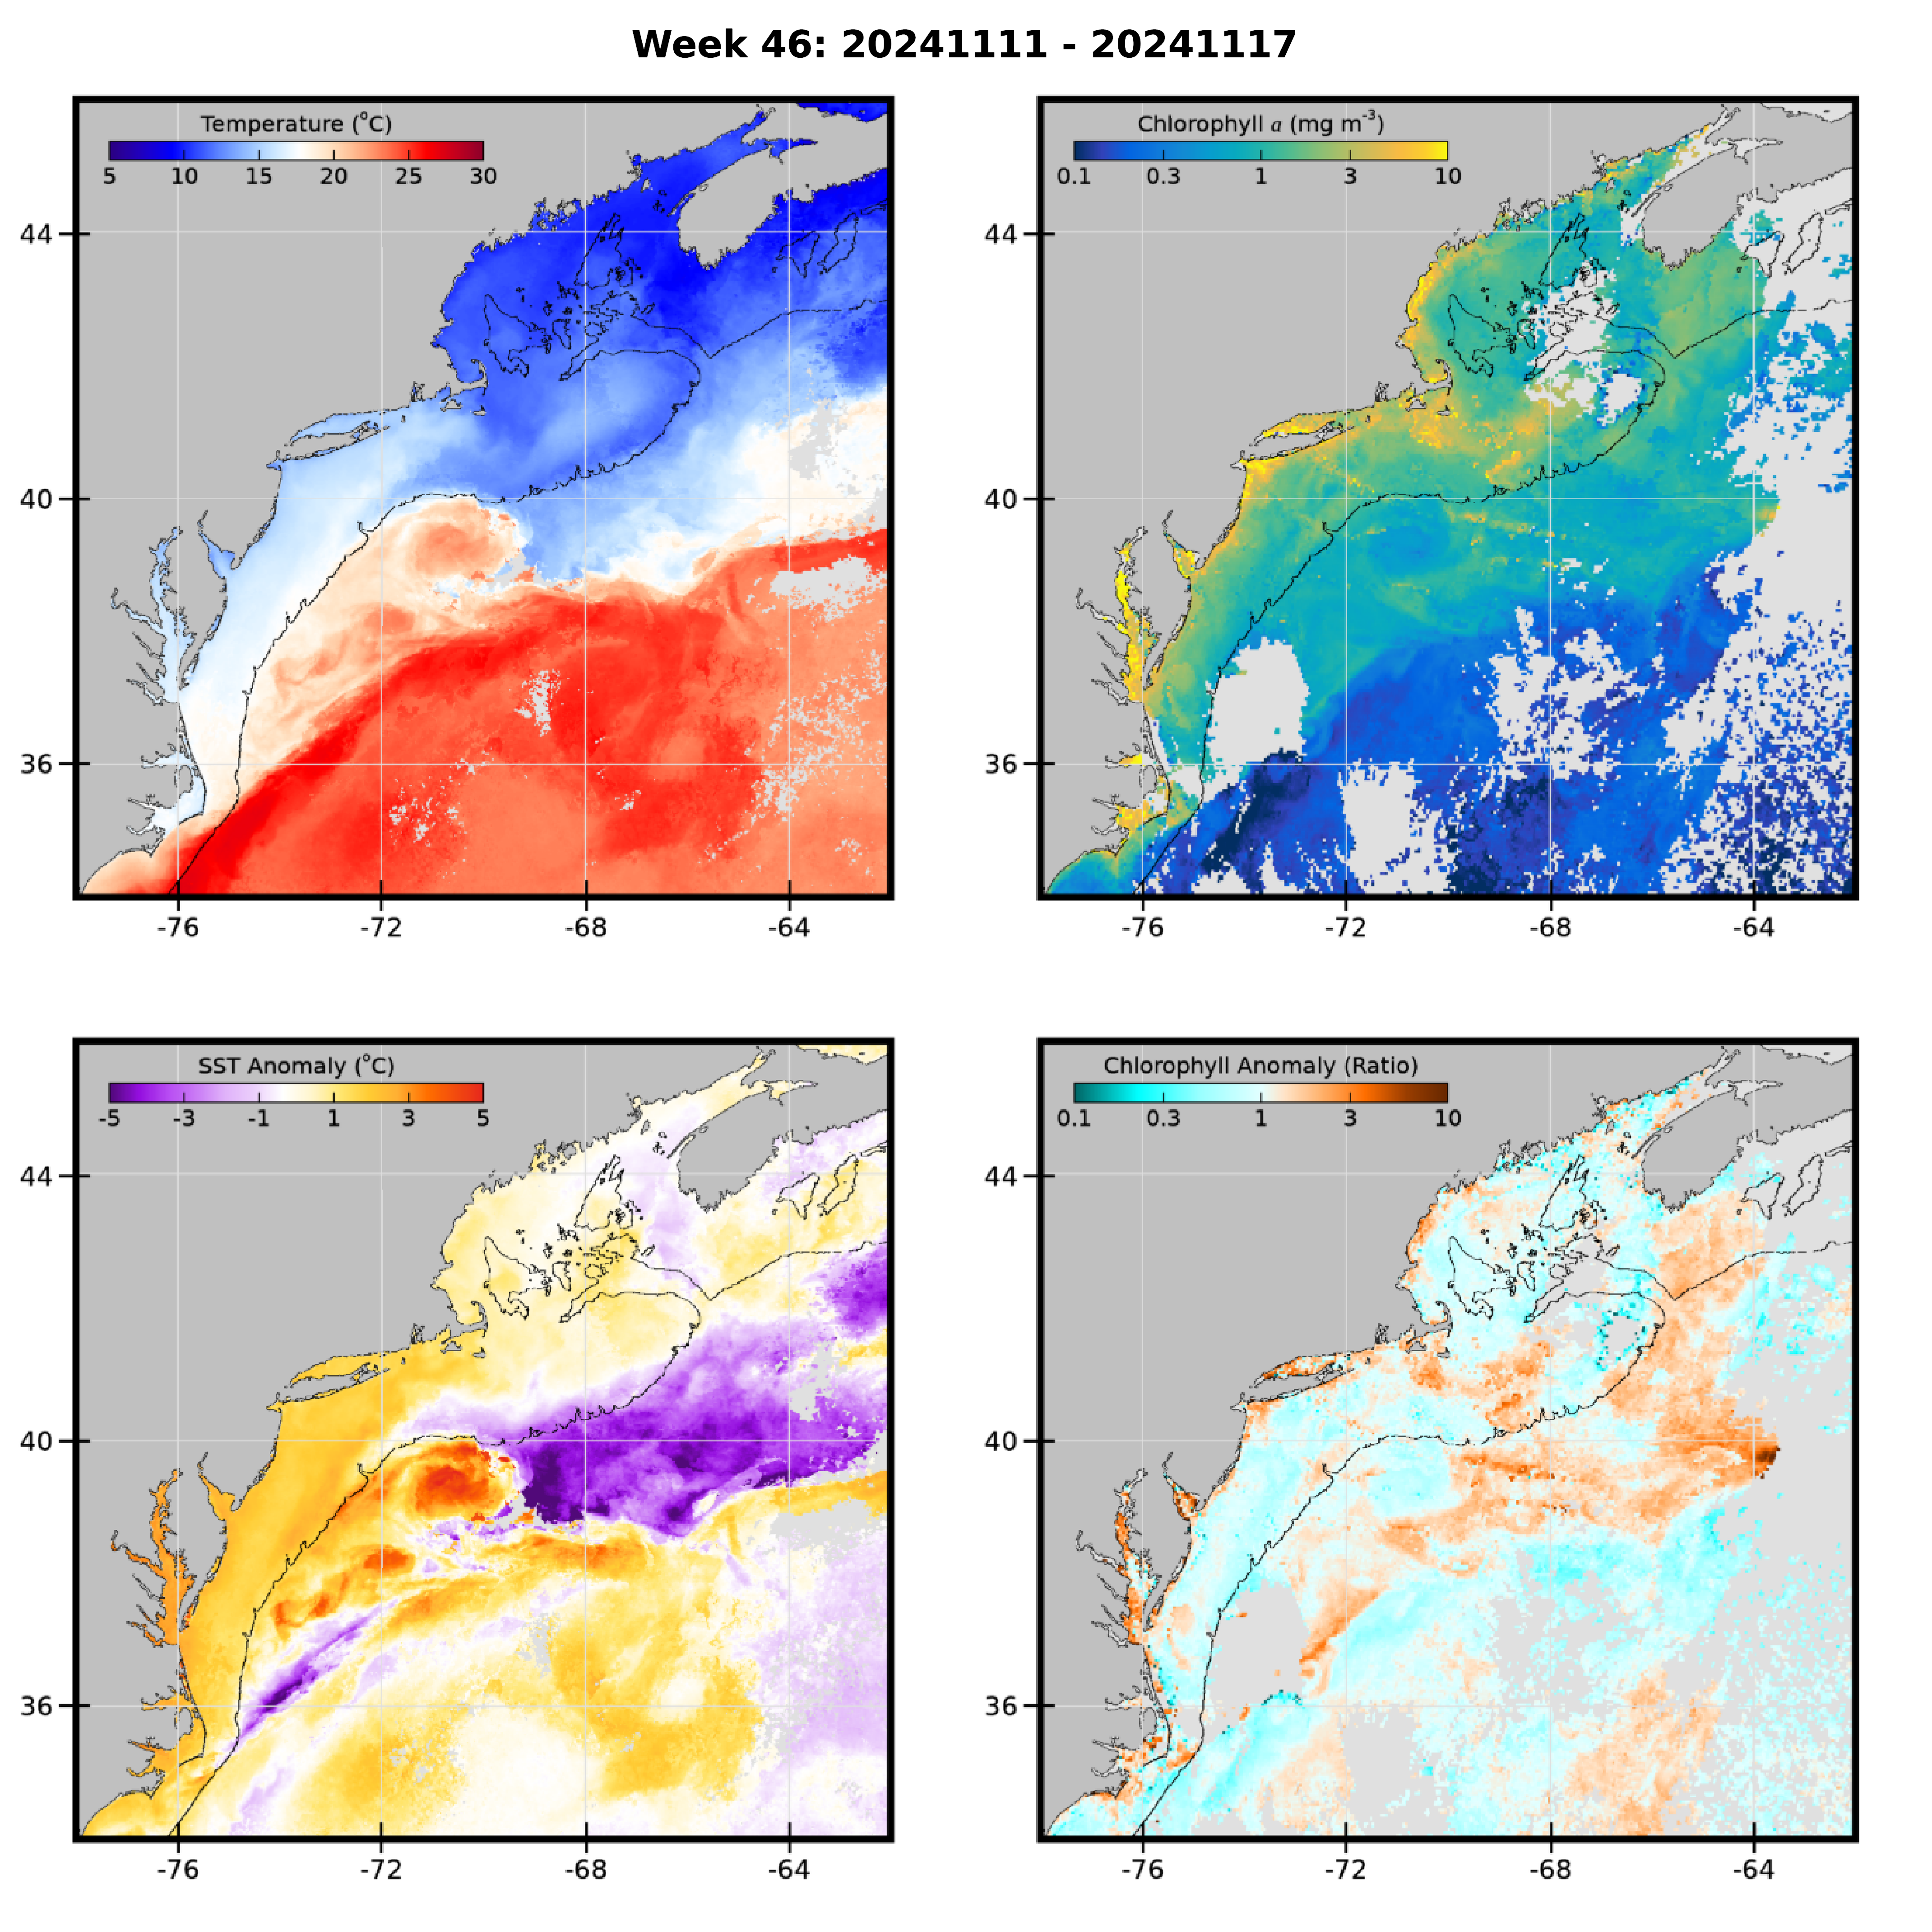 Week 46: 20241111 - 20241117
Temperature (°C)
5 10 15 20 25 30
44
40
36
-76 -72 -68 -64
Chlorophyll a (mg m⁻³)
0.1 0.3 1 3 10
44
40
36
-76 -72 -68 -64
SST Anomaly (°C)
-5 -3 -1 1 3 5
44
40
36
-76 -72 -68 -64
Chlorophyll Anomaly (Ratio)
0.1 0.3 1 3 10
44
40
36
-76 -72 -68 -64